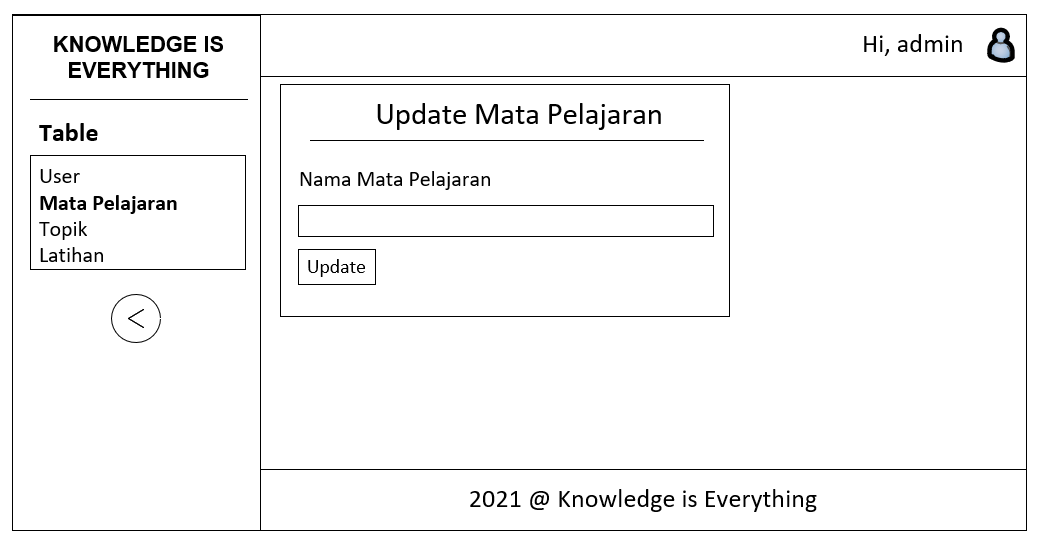 KNOWLEDGE IS
EVERYTHING
Table
User
Mata Pelajaran
Topik
Latihan
<
Hi, admin
Update Mata Pelajaran
Nama Mata Pelajaran
Update
2021 @ Knowledge is Everything